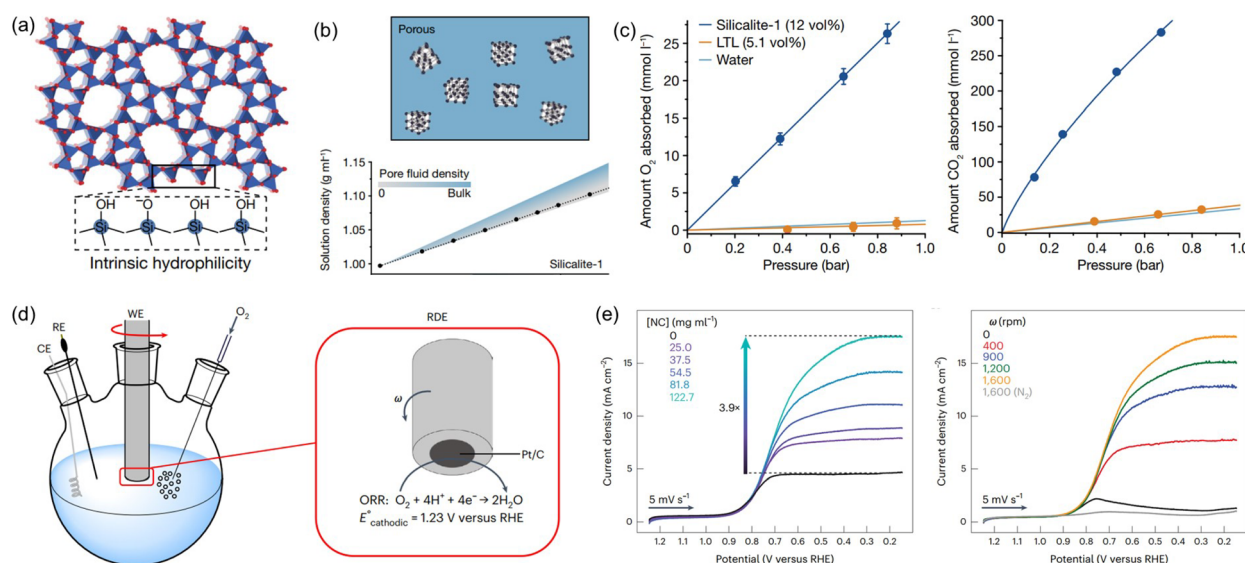 (a)
OH
⁻O
OH
OH
Si
Si
Si
Si
Intrinsic hydrophilicity
(b)
Porous
Solution density (g ml⁻¹)
1.15
1.10
1.05
1.00
Pore fluid density
0
Bulk
Silicalite-1
(c)
Amount O₂ absorbed (mmol l⁻¹)
25
20
15
10
5
0
Silicalite-1 (12 vol%)
LTL (5.1 vol%)
Water
0
0.2
0.4
0.6
0.8
1.0
Pressure (bar)
Amount CO₂ absorbed (mmol l⁻¹)
300
250
200
150
100
50
0
0
0.2
0.4
0.6
0.8
1.0
Pressure (bar)
(d)
CE
RE
WE
O₂
RDE
ω
Pt/C
ORR: O₂ + 4H⁺ + 4e⁻ → 2H₂O
E°cathodic = 1.23 V versus RHE
(e)
Current density (mA cm⁻²)
15
10
5
0
[NC] (mg ml⁻¹)
0
25.0
37.5
54.5
81.8
122.7
3.9×
5 mV s⁻¹
1.2 1.1 1.0 0.9 0.8 0.7 0.6 0.5 0.4 0.3 0.2
Potential (V versus RHE)
Current density (mA cm⁻²)
15
10
5
0
ω (rpm)
0
400
900
1,200
1,600
1,600 (N₂)
5 mV s⁻¹
1.2 1.1 1.0 0.9 0.8 0.7 0.6 0.5 0.4 0.3 0.2
Potential (V versus RHE)